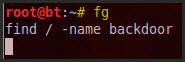 root@bt:~# fg
find / -name backdoor